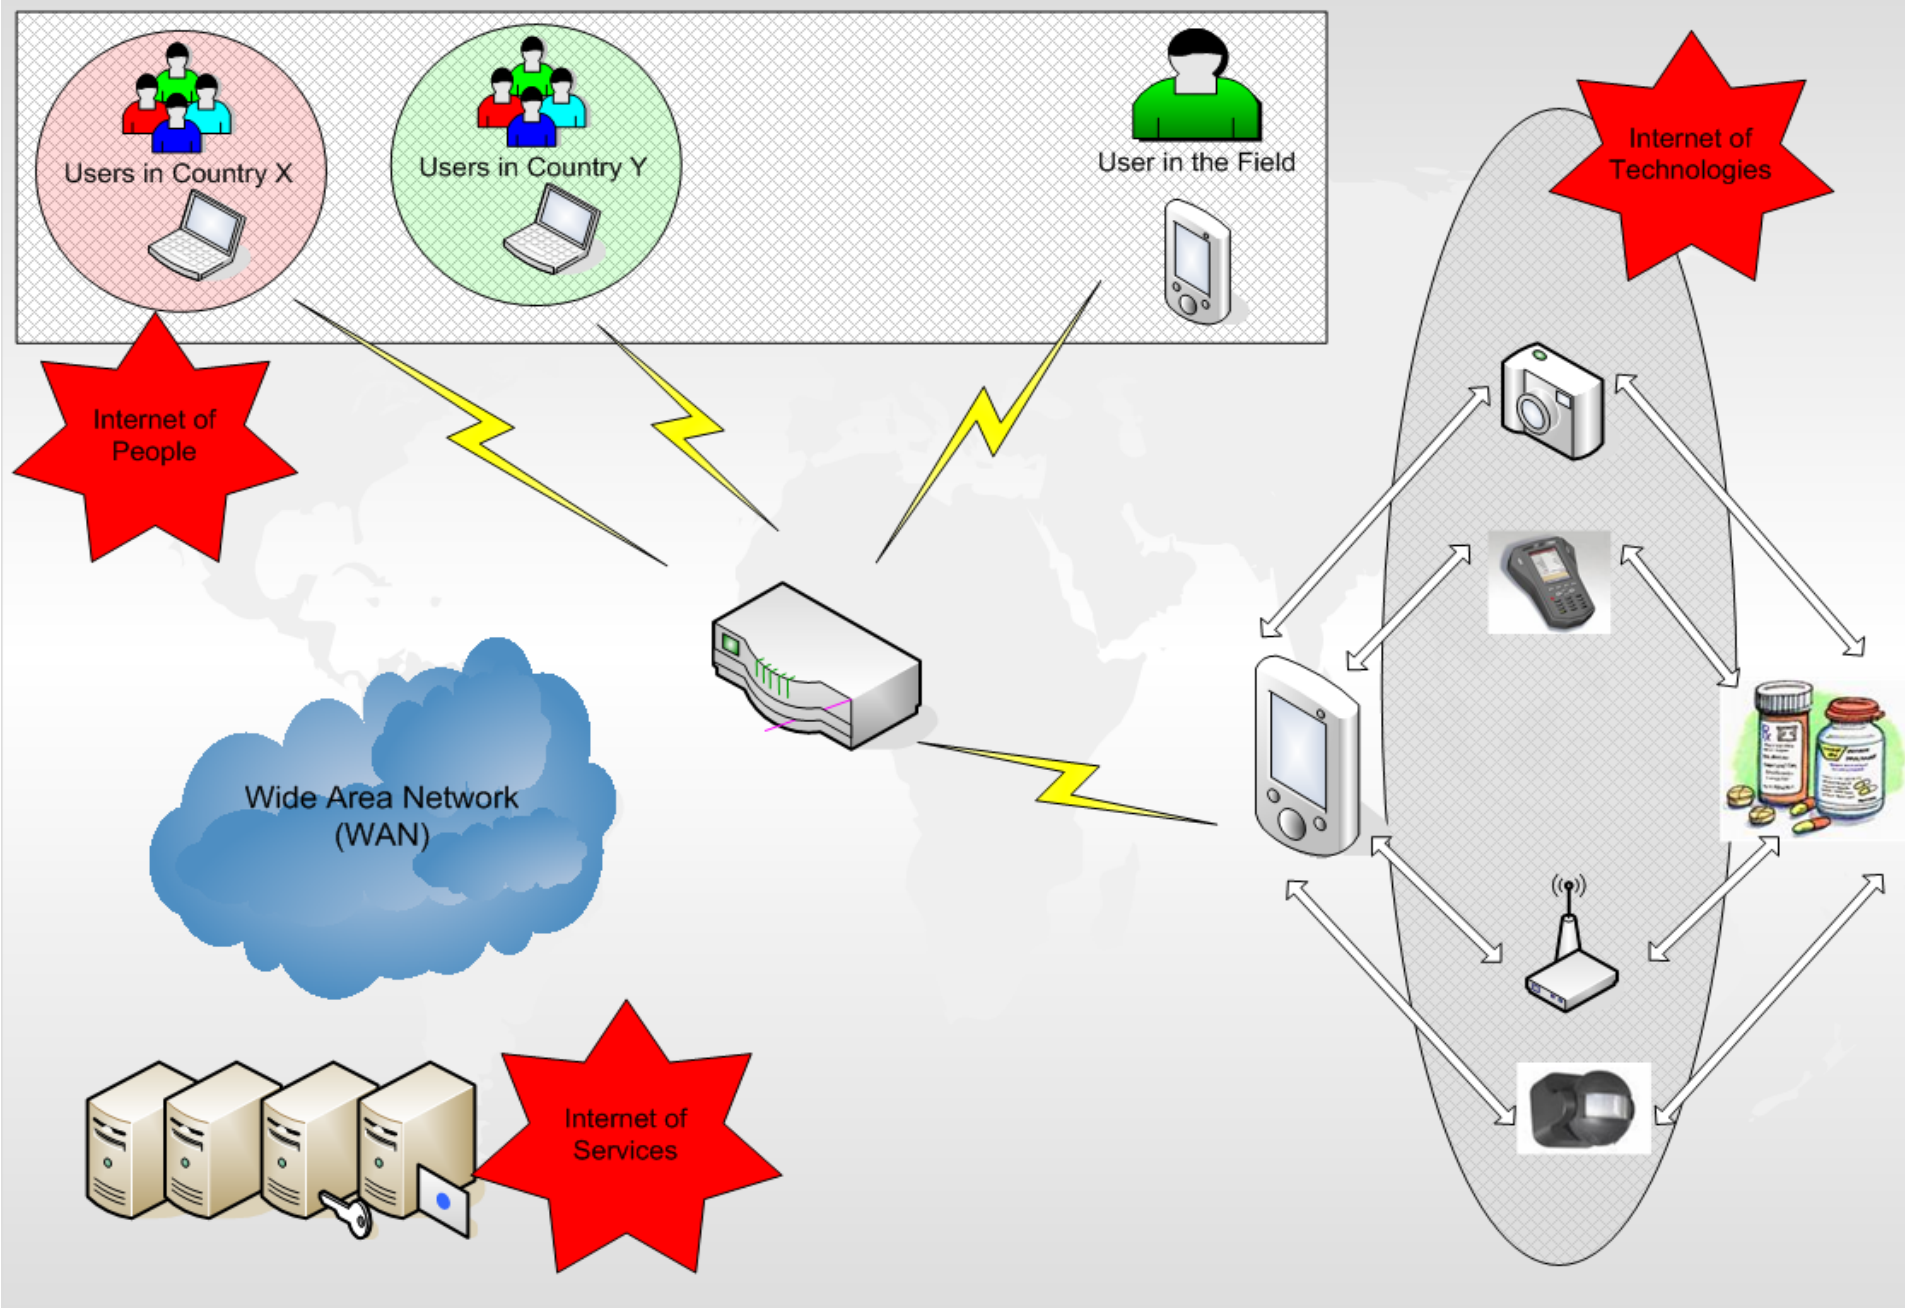 Users in Country X
Users in Country Y
User in the Field
Internet of
Technologies
Internet of
People
Wide Area Network
(WAN)
Internet of
Services